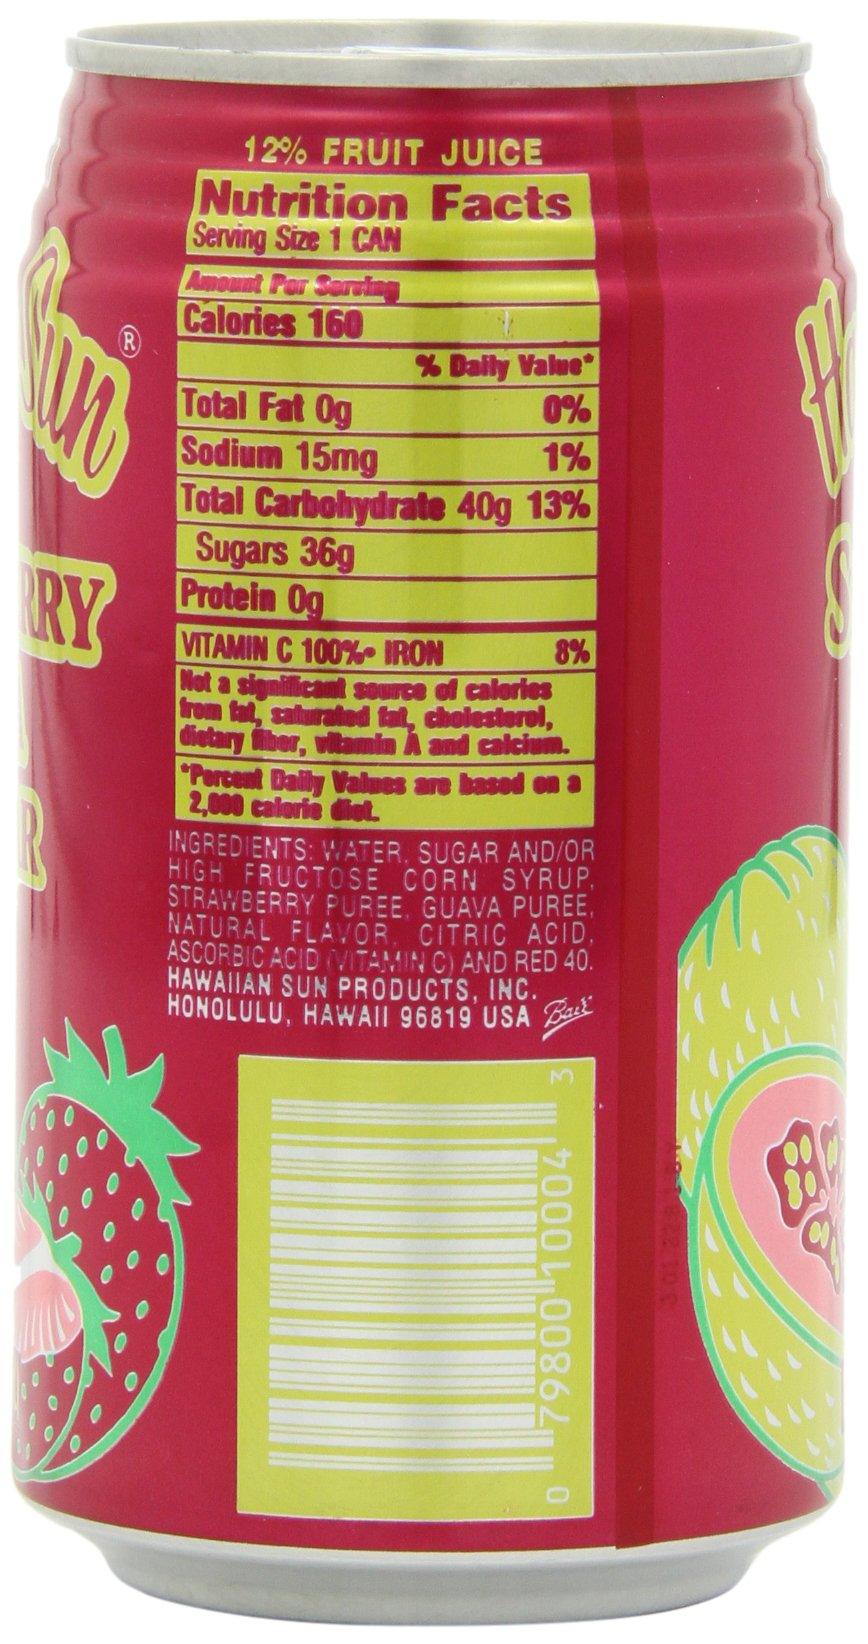 12% FRUIT JUICE
Nutrition Facts
Serving Size 1 CAN
Amount Per Serving
Calories 160
% Daily Value*
Total Fat 0g 0%
Sodium 15mg 1%
Total Carbohydrate 40g 13%
Sugars 36g
Protein 0g
VITAMIN C 100%• IRON 8%
Not a significant source of calories
from fat, saturated fat, cholesterol,
dietary fiber, vitamin A and calcium.
*Percent Daily Values are based on a
2,000 calorie diet.
INGREDIENTS: WATER, SUGAR AND/OR
HIGH FRUCTOSE CORN SYRUP,
STRAWBERRY PUREE, GUAVA PUREE,
NATURAL FLAVOR, CITRIC ACID,
ASCORBIC ACID (VITAMIN C) AND RED 40.
HAWAIIAN SUN PRODUCTS, INC.
HONOLULU, HAWAII 96819 USA
Ball
0 79800 10004 3
Sun®
RRY
A
R
Ha
S